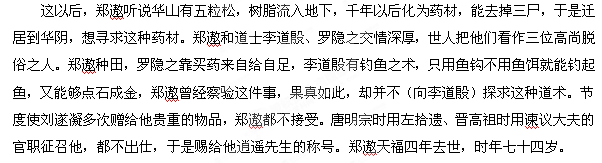 这以后，郑遨听说华山有五粒松，树脂流入地下，千年以后化为药材，能去掉三尸，于是迁
居到华阴，想寻求这种药材。郑遨和道士李道殷、罗隐之交情深厚，世人把他们看作三位高尚脱
俗之人。郑遨种田，罗隐之靠买药来自给自足，李道殷有钓鱼之术，只用鱼钩不用鱼饵就能钓起
鱼，又能够点石成金，郑遨曾经察验这件事，果真如此，却并不（向李道殷）探求这种道术。节
度使刘遂凝多次赠给他贵重的物品，郑遨都不接受。唐明宗时用左拾遗、晋高祖时用谏议大夫的
官职征召他，都不出仕，于是赐给他逍遥先生的称号。郑遨天福四年去世，时年七十四岁。